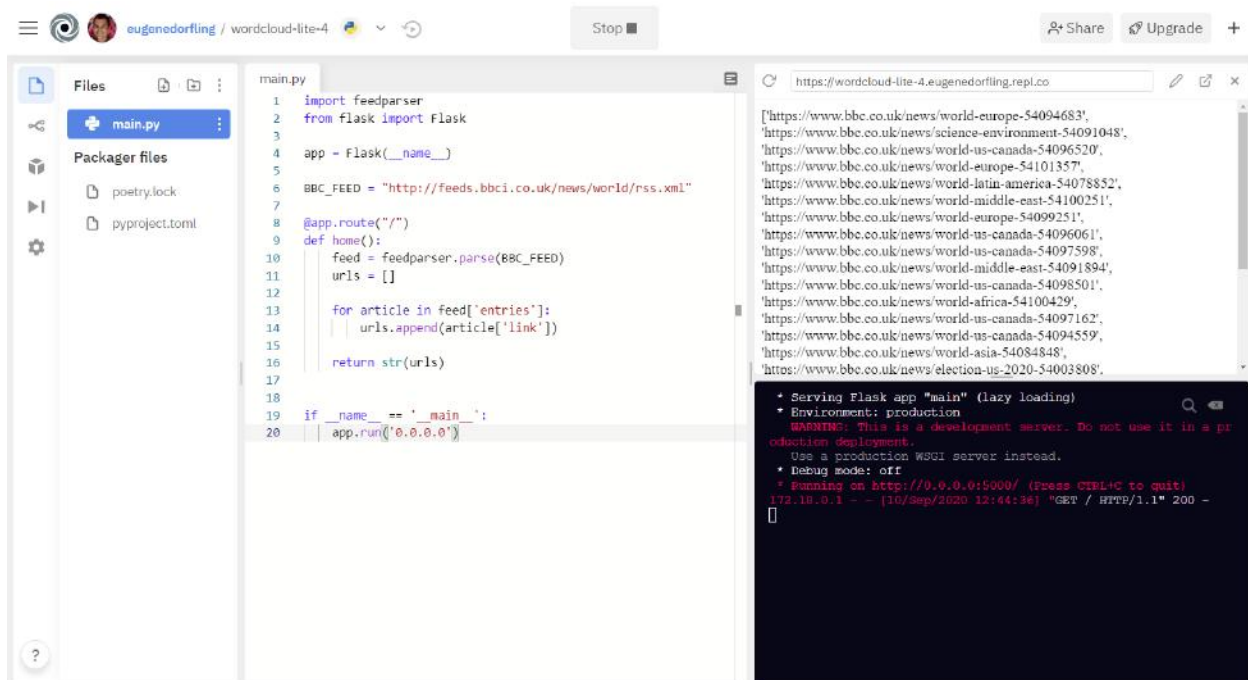 eugenedorfling / wordcloud-lite-4
Stop
Share
Upgrade
Files
main.py
Packager files
poetry.lock
pyproject.toml
main.py
1 import feedparser
2 from flask import Flask
3
4 app = Flask(__name__)
5
6 BBC_FEED = "http://feeds.bbci.co.uk/news/world/rss.xml"
7
8 @app.route("/")
9 def home():
10 feed = feedparser.parse(BBC_FEED)
11 urls = []
12
13 for article in feed['entries']:
14 urls.append(article['link'])
15
16 return str(urls)
17
18
19 if __name__ == '__main__':
20 app.run('0.0.0.0')
https://wordcloud-lite-4.eugenedorfling.repl.co
['https://www.bbc.co.uk/news/world-europe-54094683',
'https://www.bbc.co.uk/news/science-environment-54091048',
'https://www.bbc.co.uk/news/world-us-canada-54096520',
'https://www.bbc.co.uk/news/world-europe-54101357',
'https://www.bbc.co.uk/news/world-latin-america-54078852',
'https://www.bbc.co.uk/news/world-middle-east-54100251',
'https://www.bbc.co.uk/news/world-europe-54099251',
'https://www.bbc.co.uk/news/world-us-canada-54096061',
'https://www.bbc.co.uk/news/world-us-canada-54097598',
'https://www.bbc.co.uk/news/world-middle-east-54091894',
'https://www.bbc.co.uk/news/world-us-canada-54098501',
'https://www.bbc.co.uk/news/world-africa-54100429',
'https://www.bbc.co.uk/news/world-us-canada-54097162',
'https://www.bbc.co.uk/news/world-us-canada-54094559',
'https://www.bbc.co.uk/news/world-asia-54084848',
'https://www.bbc.co.uk/news/election-us-2020-54003808',
* Serving Flask app "main" (lazy loading)
* Environment: production
WARNING: This is a development server. Do not use it in a pr
oduction deployment.
Use a production WSGI server instead.
* Debug mode: off
* Running on http://0.0.0.0:5000/ (Press CTRL+C to quit)
172.18.0.1 - - [10/Sep/2020 12:44:36] "GET / HTTP/1.1" 200 -
?